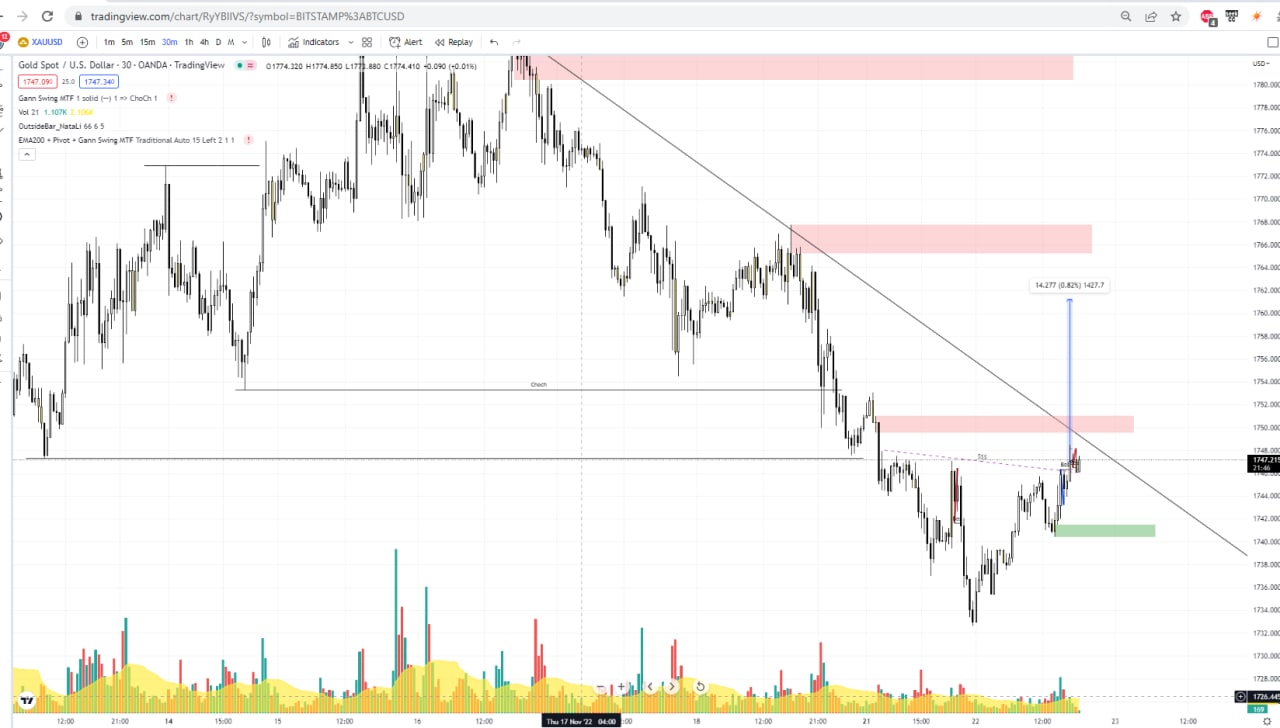 tradingview.com/chart/RyYBIIVS/?symbol=BITSTAMP%3ABTCUSD
XAUUSD 1m 5m 15m 30m 1h 4h D M Indicators Alert Replay
Gold Spot / U.S. Dollar · 30 · OANDA · TradingView O1774.320 H1774.850 L1773.880 C1774.410 +0.090 (+0.01%)
USD
1747.090 25.0 1747.340
Gann Swing MTF 1 solid (—) 1 => ChoCh 1
Vol 21 1.107K
OutsideBar_NataLi 66 6 5
EMA200 + Pivot + Gann Swing MTF Traditional Auto 15 Left 2 1 1
1780.000
1776.000
1774.000
1772.000
1770.000
1768.000
1766.000
1764.000
14.277 (0.82%) 1427.7
1762.000
1760.000
1758.000
1756.000
1754.000
Choch
1752.000
1750.000
1748.000
1747.215
21:46
1744.000
1742.000
1740.000
1738.000
1736.000
1734.000
1732.000
1730.000
1728.000
1726.445
169
12:00 21:00 14 15:00 15 12:00 16 12:00 Thu 17 Nov '22 04:00 18 12:00 21:00 21 15:00 22 12:00 23 12:00